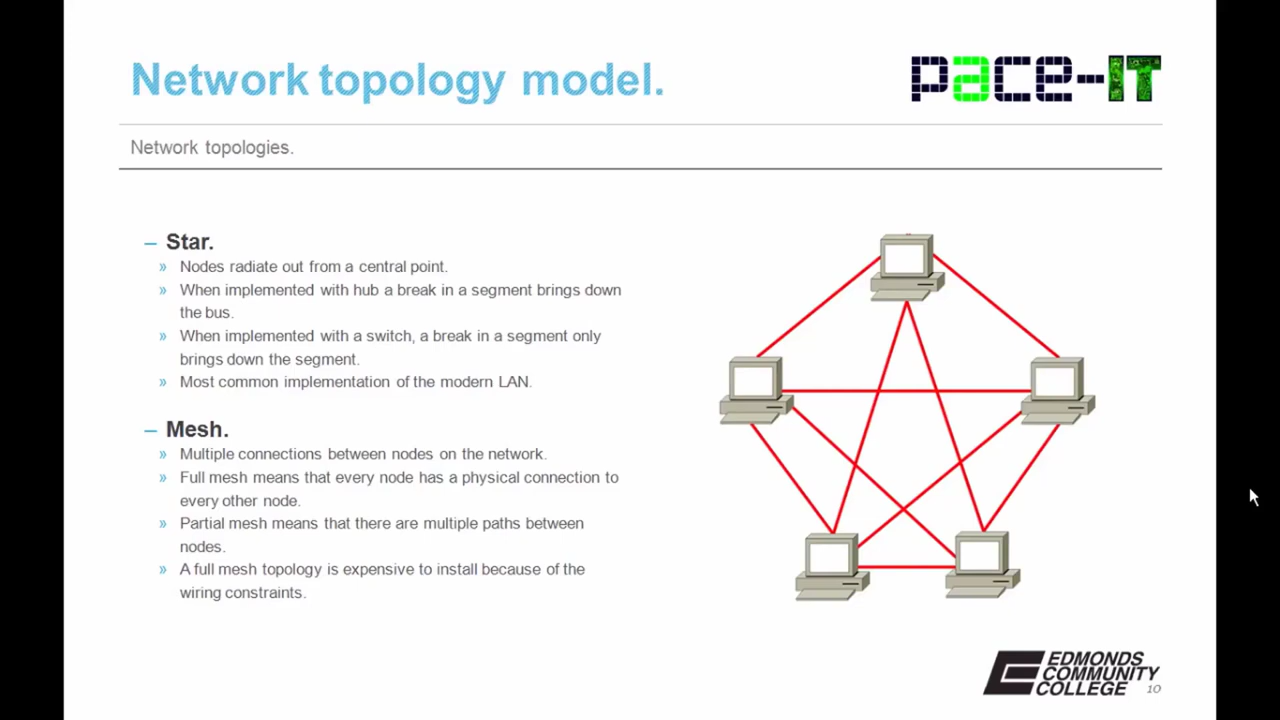 Network topology model.
pace-IT
Network topologies.
– Star.
» Nodes radiate out from a central point.
» When implemented with hub a break in a segment brings down
the bus.
» When implemented with a switch, a break in a segment only
brings down the segment.
» Most common implementation of the modern LAN.
– Mesh.
» Multiple connections between nodes on the network.
» Full mesh means that every node has a physical connection to
every other node.
» Partial mesh means that there are multiple paths between
nodes.
» A full mesh topology is expensive to install because of the
wiring constraints.
EDMONDS
COMMUNITY
COLLEGE
10